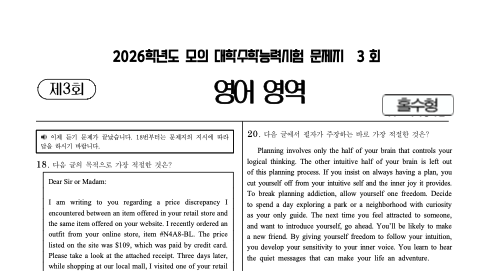 2026학년도 모의 대학수학능력시험 문제지 3 회
제3회
영어 영역
홀수형
이제 듣기 문제가 끝났습니다. 18번부터는 문제지의 지시에 따라
답을 하시기 바랍니다.
18. 다음 글의 목적으로 가장 적절한 것은?
Dear Sir or Madam:
I am writing to you regarding a price discrepancy I
encountered between an item offered in your retail store and
the same item offered on your website. I recently ordered an
outfit from your online store, item #N4A8-BL. The price
listed on the site was $109, which was paid by credit card.
Please take a look at the attached receipt. Three days later,
while shopping at our local mall, I visited one of your retail
20. 다음 글에서 필자가 주장하는 바로 가장 적절한 것은?
Planning involves only the half of your brain that controls your
logical thinking. The other intuitive half of your brain is left out
of this planning process. If you insist on always having a plan, you
cut yourself off from your intuitive self and the inner joy it provides.
To break planning addiction, allow yourself one freedom. Decide
to spend a day exploring a park or a neighborhood with curiosity
as your only guide. The next time you feel attracted to someone,
and want to introduce yourself, go ahead. You'll be likely to make
a new friend. By giving yourself freedom to follow your intuition,
you develop your sensitivity to your inner voice. You learn to hear
the quiet messages that can make your life an adventure.